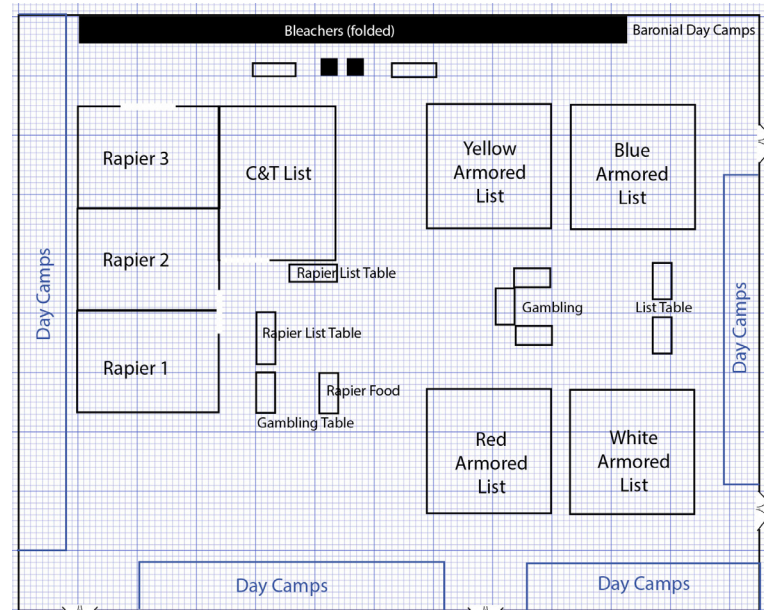 Bleachers (folded)
Baronial Day Camps
Rapier 3
C&T List
Yellow
Armored
List
Blue
Armored
List
Rapier 2
Rapier List Table
Day Camps
Gambling
List Table
Rapier List Table
Day Camps
Rapier 1
Rapier Food
Gambling Table
Red
Armored
List
White
Armored
List
Day Camps
Day Camps